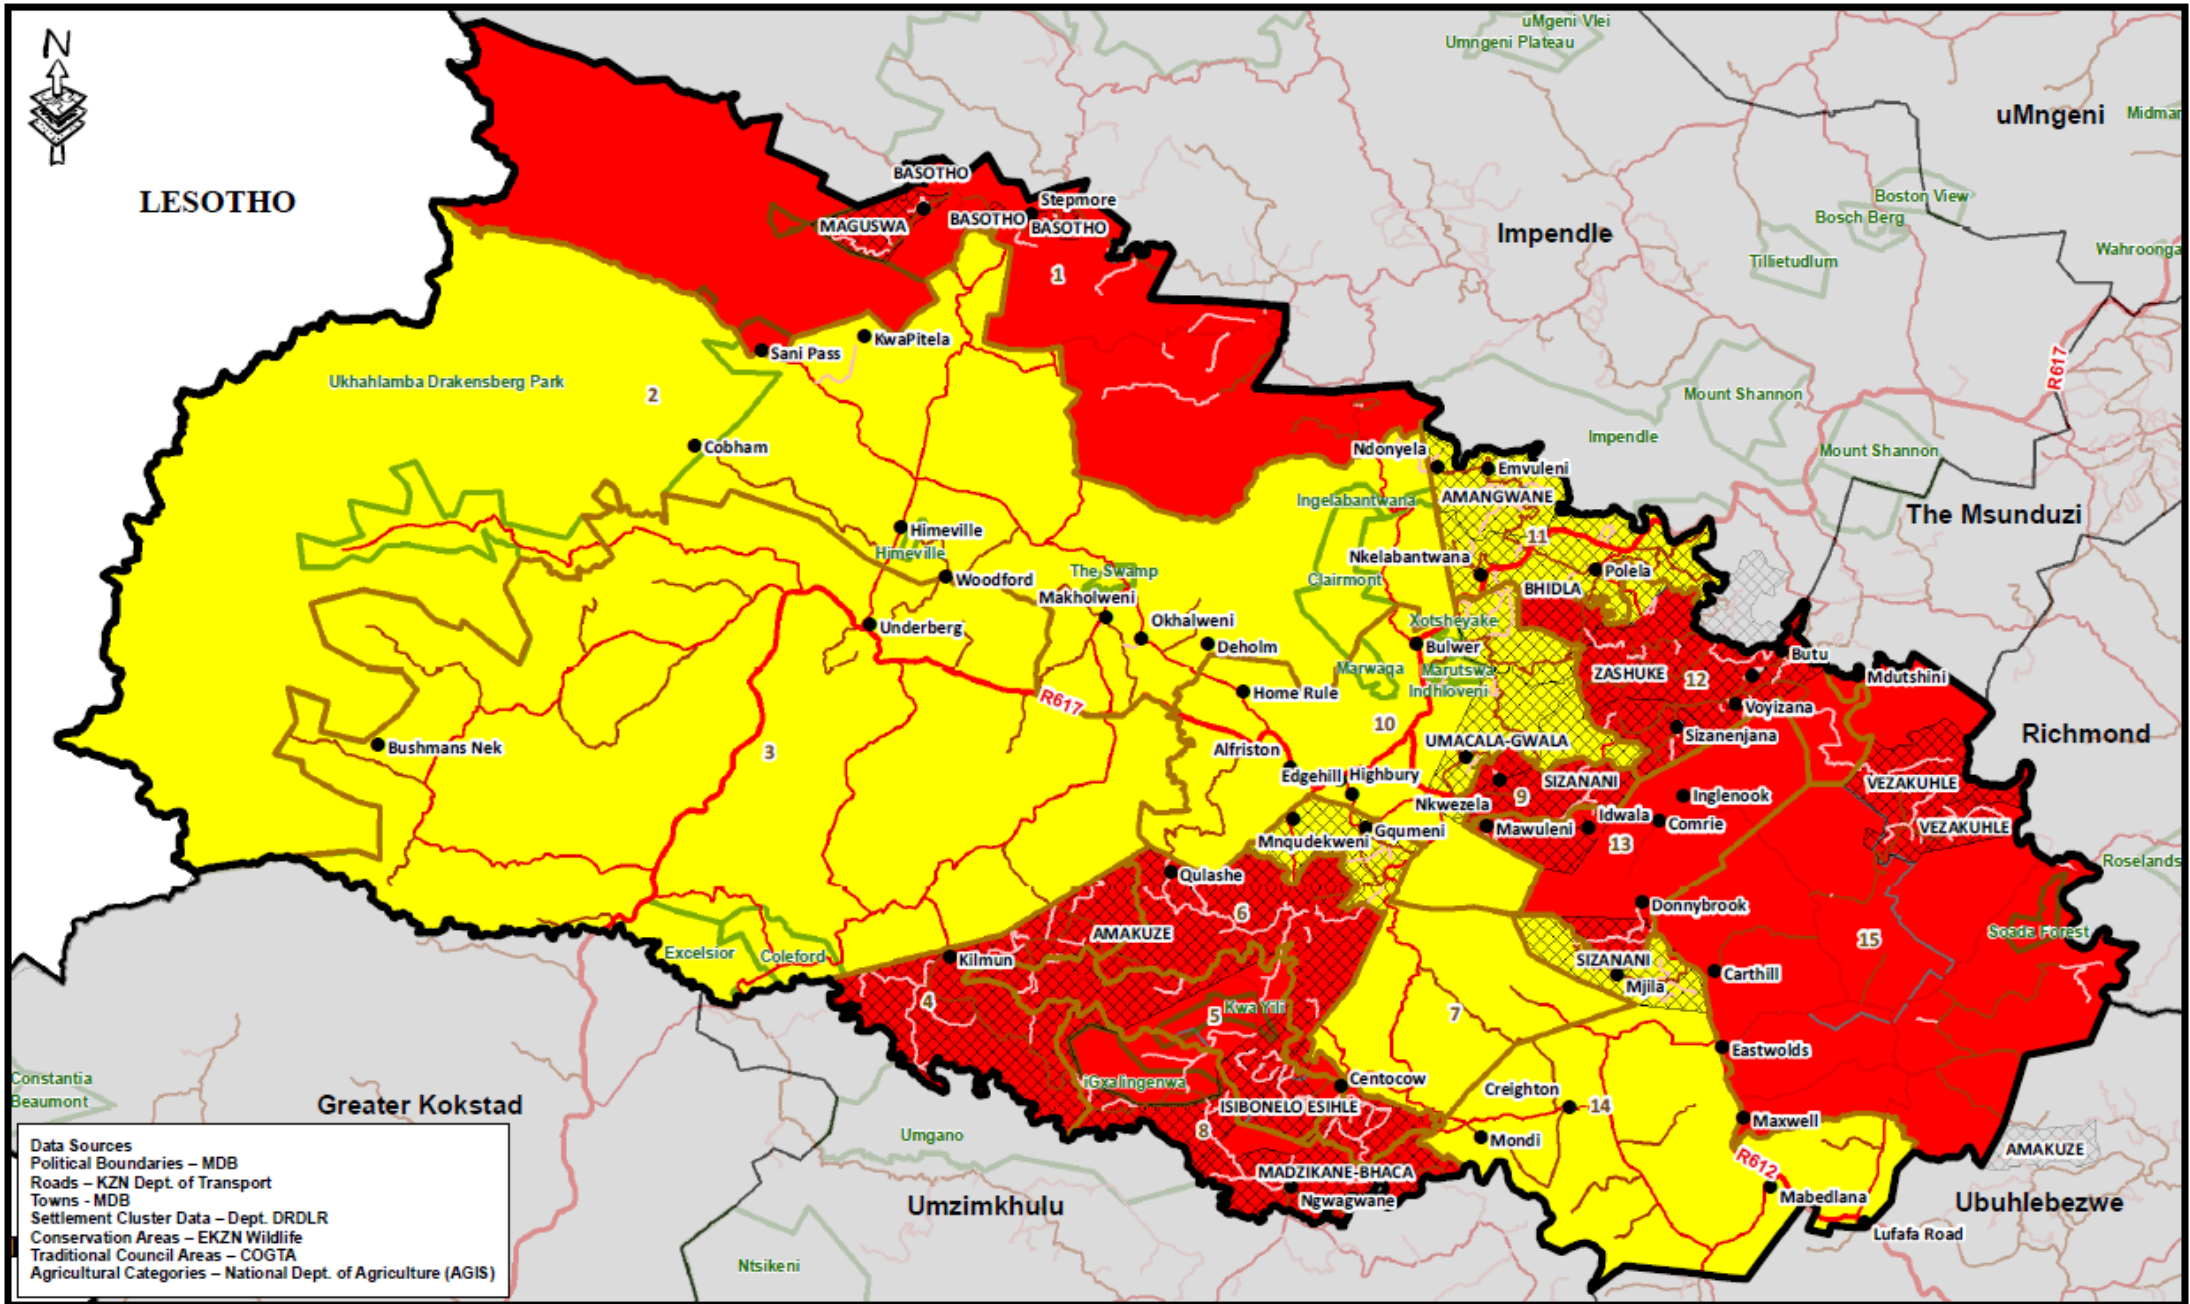 N
LESOTHO
uMgeni Vlei
Umngeni Plateau
uMngeni
Midmar
BASOTHO
Stepmore
MAGUSWA
BASOTHO
BASOTHO
1
Impendle
Boston View
Bosch Berg
Tillietudlum
Wahroonga
R617
Sani Pass
KwaPitela
Ukhahlamba Drakensberg Park
2
Cobham
Mount Shannon
Impendle
Mount Shannon
Ndonyela
Emvuleni
Ingelabantwana
AMANGWANE
The Msunduzi
Himeville
Himeville
11
Nkelabantwana
Woodford
The Swamp
Clairmont
Polela
BHIDLA
Makholweni
Okhalweni
Xotsheyake
Underberg
Deholm
Bulwer
Butu
Marwaqa
Marutswa
ZASHUKE
12
Mdutshini
Indhloveni
Home Rule
R617
Voyizana
10
Sizanenjana
Richmond
Bushmans Nek
3
Alfriston
UMACALA-GWALA
Edgehill
Highbury
SIZANANI
VEZAKUHLE
9
Inglenook
Nkwezela
Idwala
Comrie
Mawuleni
VEZAKUHLE
Gqumeni
Mnqudekweni
13
Roselands
Qulashe
Donnybrook
6
AMAKUZE
15
Soada Forest
Excelsior
Coleford
Kilmun
SIZANANI
Carthill
Mjila
4
Kwa Yili
5
7
Eastwolds
Constantia
Beaumont
iGxalingenwa
Centocow
Creighton
Greater Kokstad
ISIBONELO ESIHLE
14
Maxwell
8
Umgano
Mondi
AMAKUZE
MADZIKANE-BHACA
R612
Ngwagwane
Mabedlana
Umzimkhulu
Ubuhlebezwe
Lufafa Road
Ntsikeni
Data Sources
Political Boundaries – MDB
Roads – KZN Dept. of Transport
Towns - MDB
Settlement Cluster Data – Dept. DRDLR
Conservation Areas – EKZN Wildlife
Traditional Council Areas – COGTA
Agricultural Categories – National Dept. of Agriculture (AGIS)